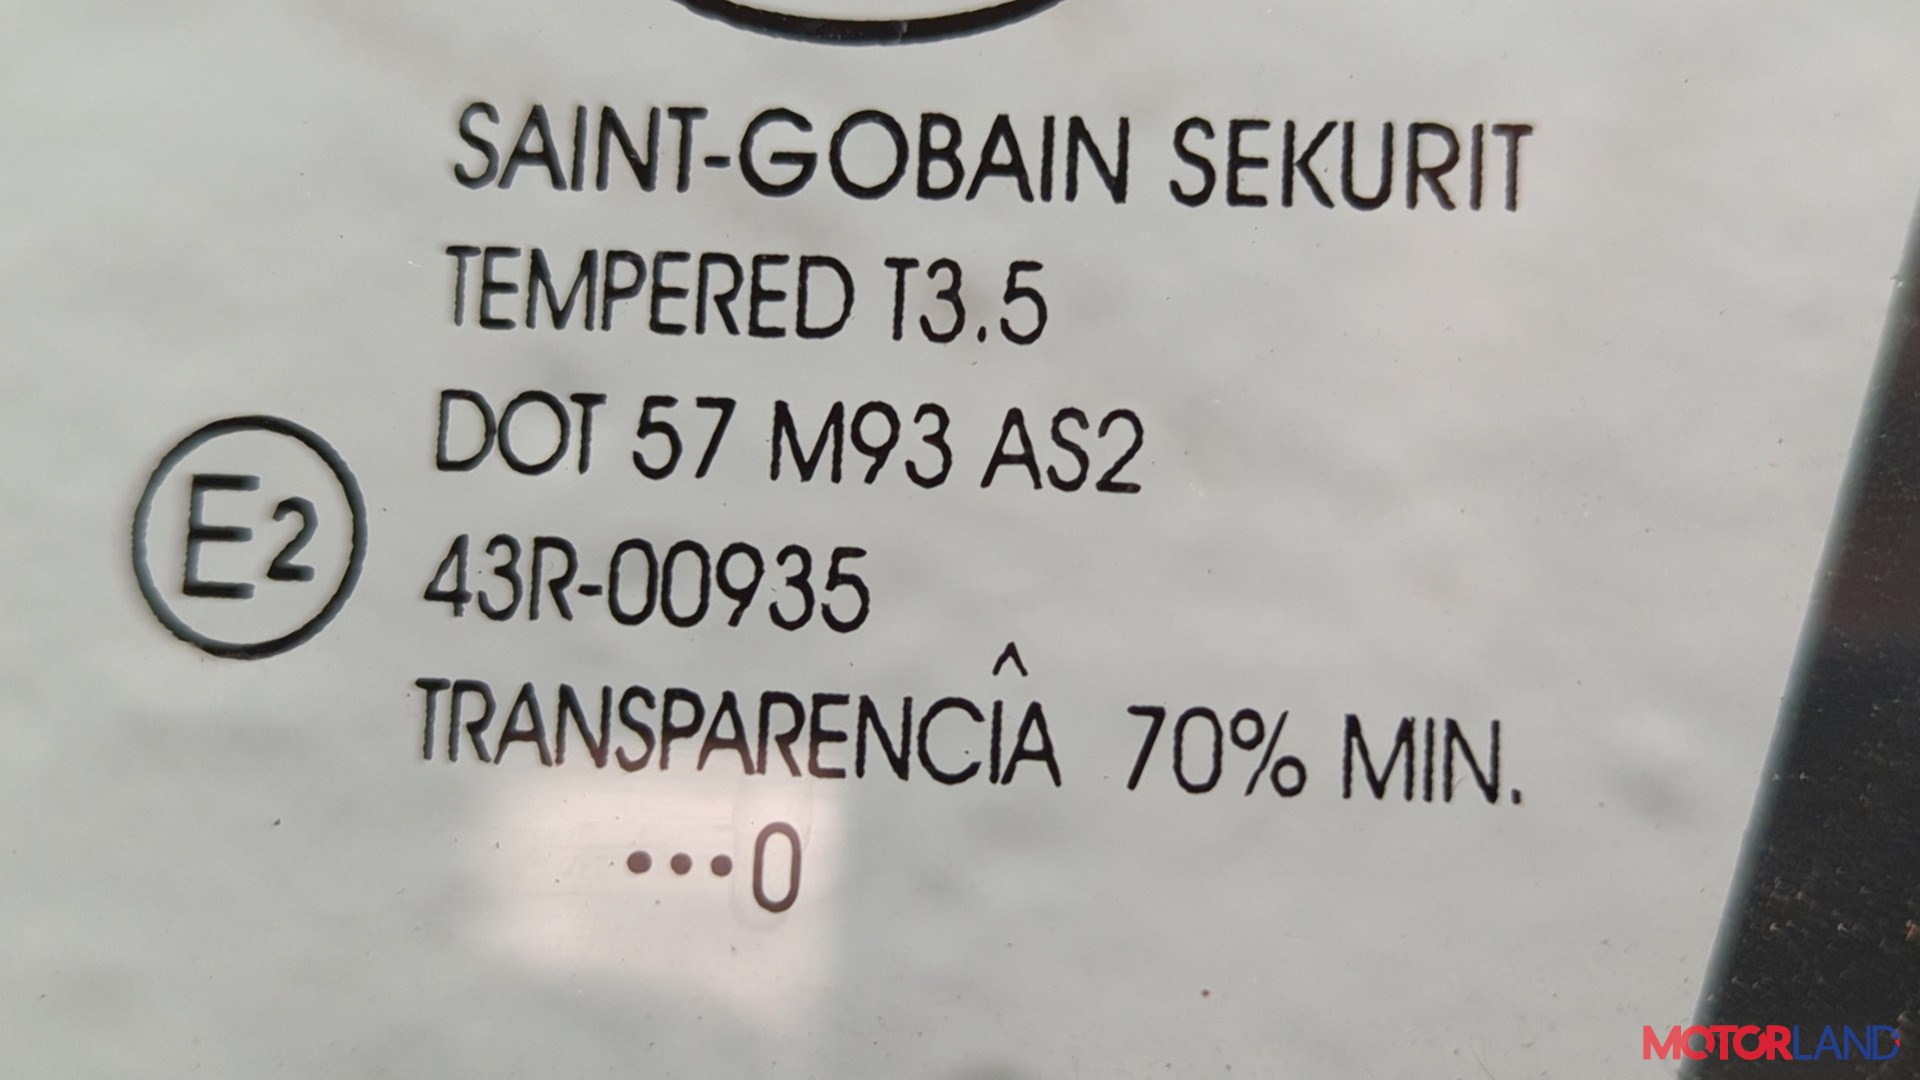 SAINT-GOBAIN SEKURIT
TEMPERED T3.5
DOT 57 M93 AS2
E2
43R-00935
TRANSPARENCIÂ 70% MIN.
•••0
MOTORLAND